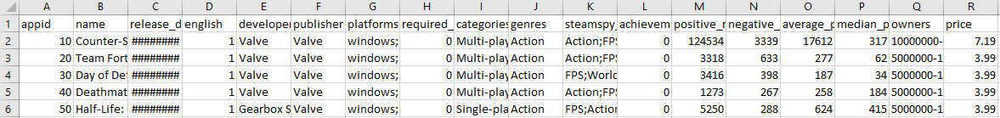 A B C D E F G H I J K L M N O P Q R
1 appid name release_d english developer publisher platforms required_ categories genres steamspy_ achievem positive_r negative_ average_p median_p owners price
2 10 Counter-S ######## 1 Valve Valve windows; 0 Multi-play Action Action;FPS 0 124534 3339 17612 317 10000000- 7.19
3 20 Team Fort ######## 1 Valve Valve windows; 0 Multi-play Action Action;FPS 0 3318 633 277 62 5000000-1 3.99
4 30 Day of Def ######## 1 Valve Valve windows; 0 Multi-play Action FPS;World 0 3416 398 187 34 5000000-1 3.99
5 40 Deathmat ######## 1 Valve Valve windows; 0 Multi-play Action Action;FPS 0 1273 267 258 184 5000000-1 3.99
6 50 Half-Life: ######## 1 Gearbox S Valve windows; 0 Single-pla Action FPS;Action 0 5250 288 624 415 5000000-1 3.99